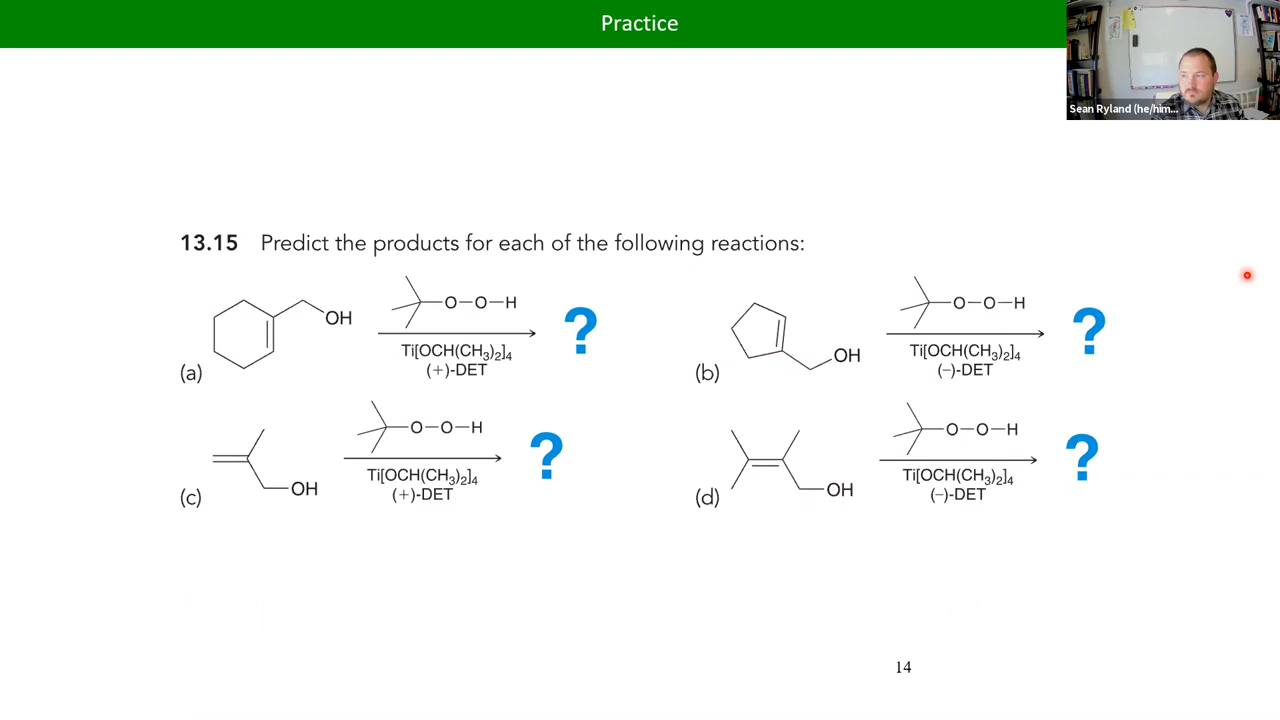 Practice
Sean Ryland (he/him...
13.15 Predict the products for each of the following reactions:
(a) OH O–O–H Ti[OCH(CH₃)₂]₄ (+)-DET ?
(b) OH O–O–H Ti[OCH(CH₃)₂]₄ (−)-DET ?
(c) OH O–O–H Ti[OCH(CH₃)₂]₄ (+)-DET ?
(d) OH O–O–H Ti[OCH(CH₃)₂]₄ (−)-DET ?
14